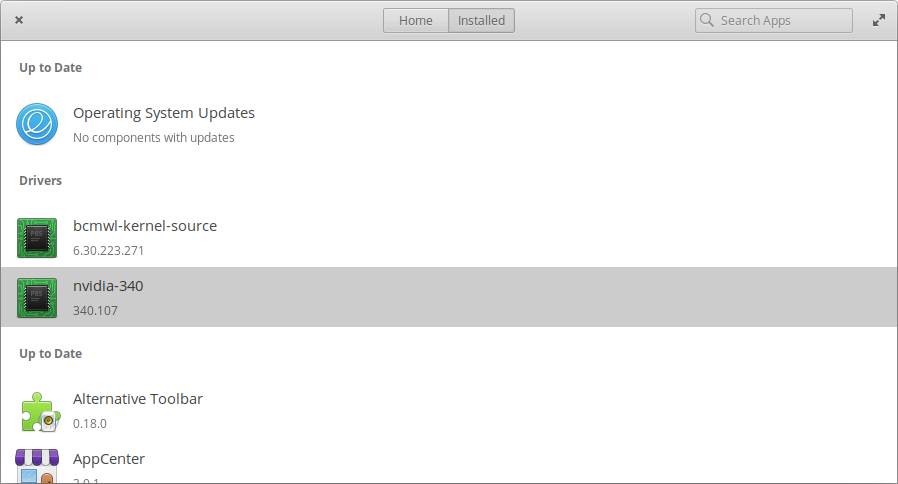 Home
Installed
Search Apps
Up to Date
Operating System Updates
No components with updates
Drivers
bcmwl-kernel-source
6.30.223.271
nvidia-340
340.107
Up to Date
Alternative Toolbar
0.18.0
AppCenter